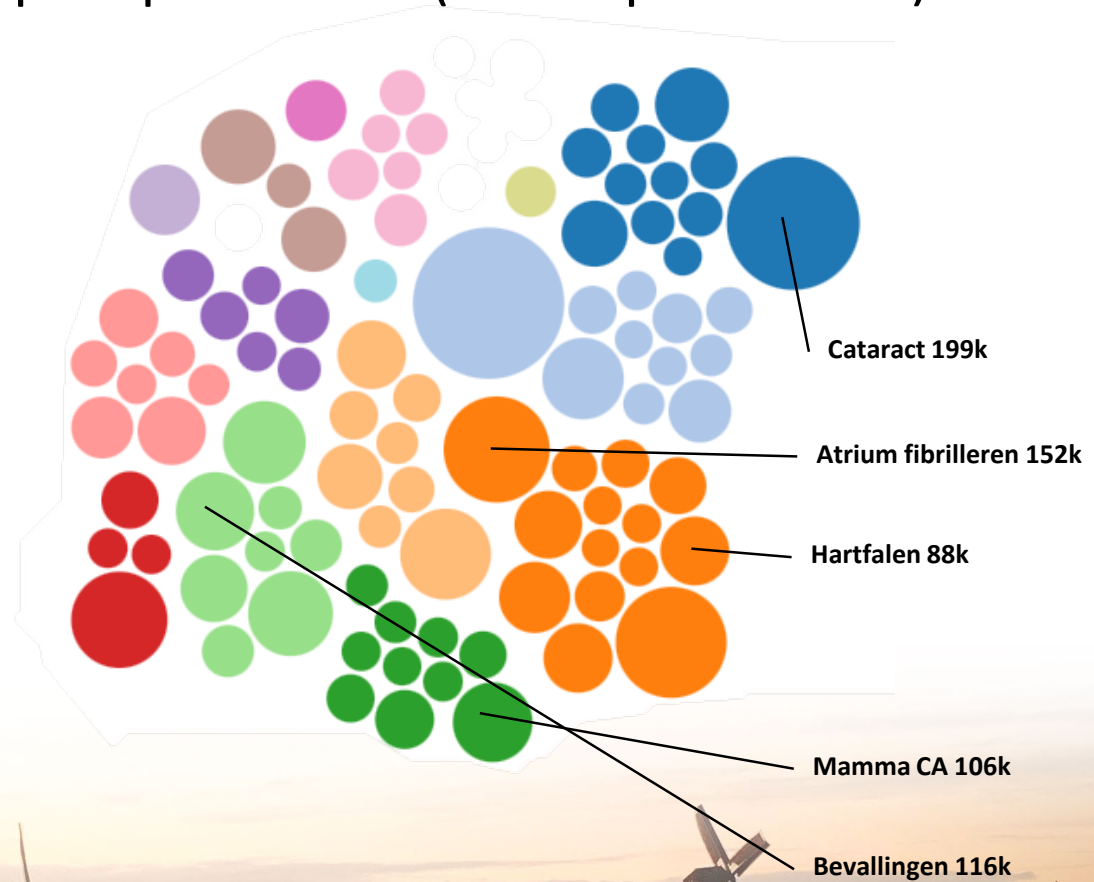 Cataract 199k
Atrium fibrilleren 152k
Hartfalen 88k
Mamma CA 106k
Bevallingen 116k